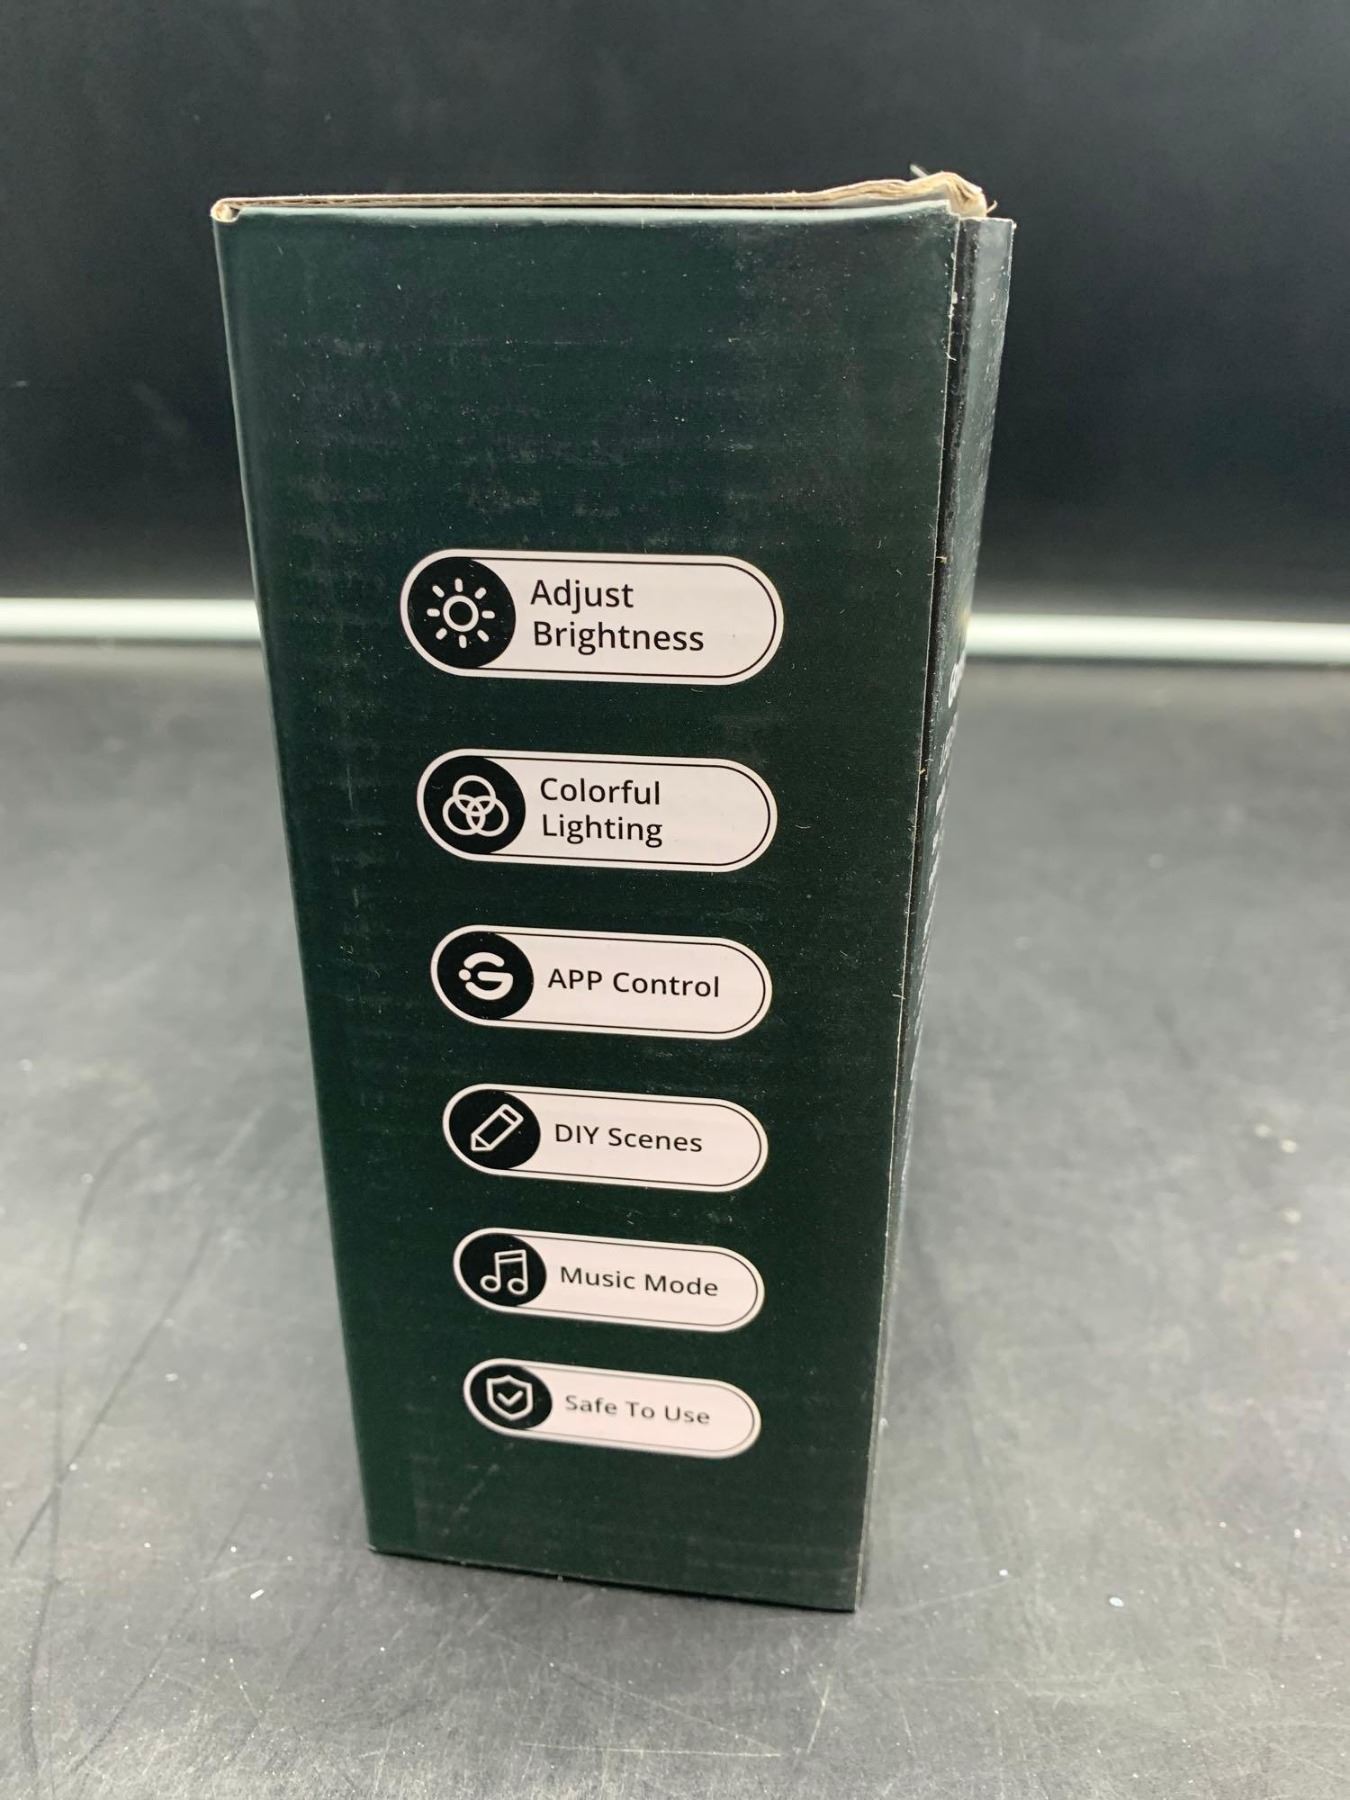 Adjust
Brightness
Colorful
Lighting
APP Control
DIY Scenes
Music Mode
Safe To Use